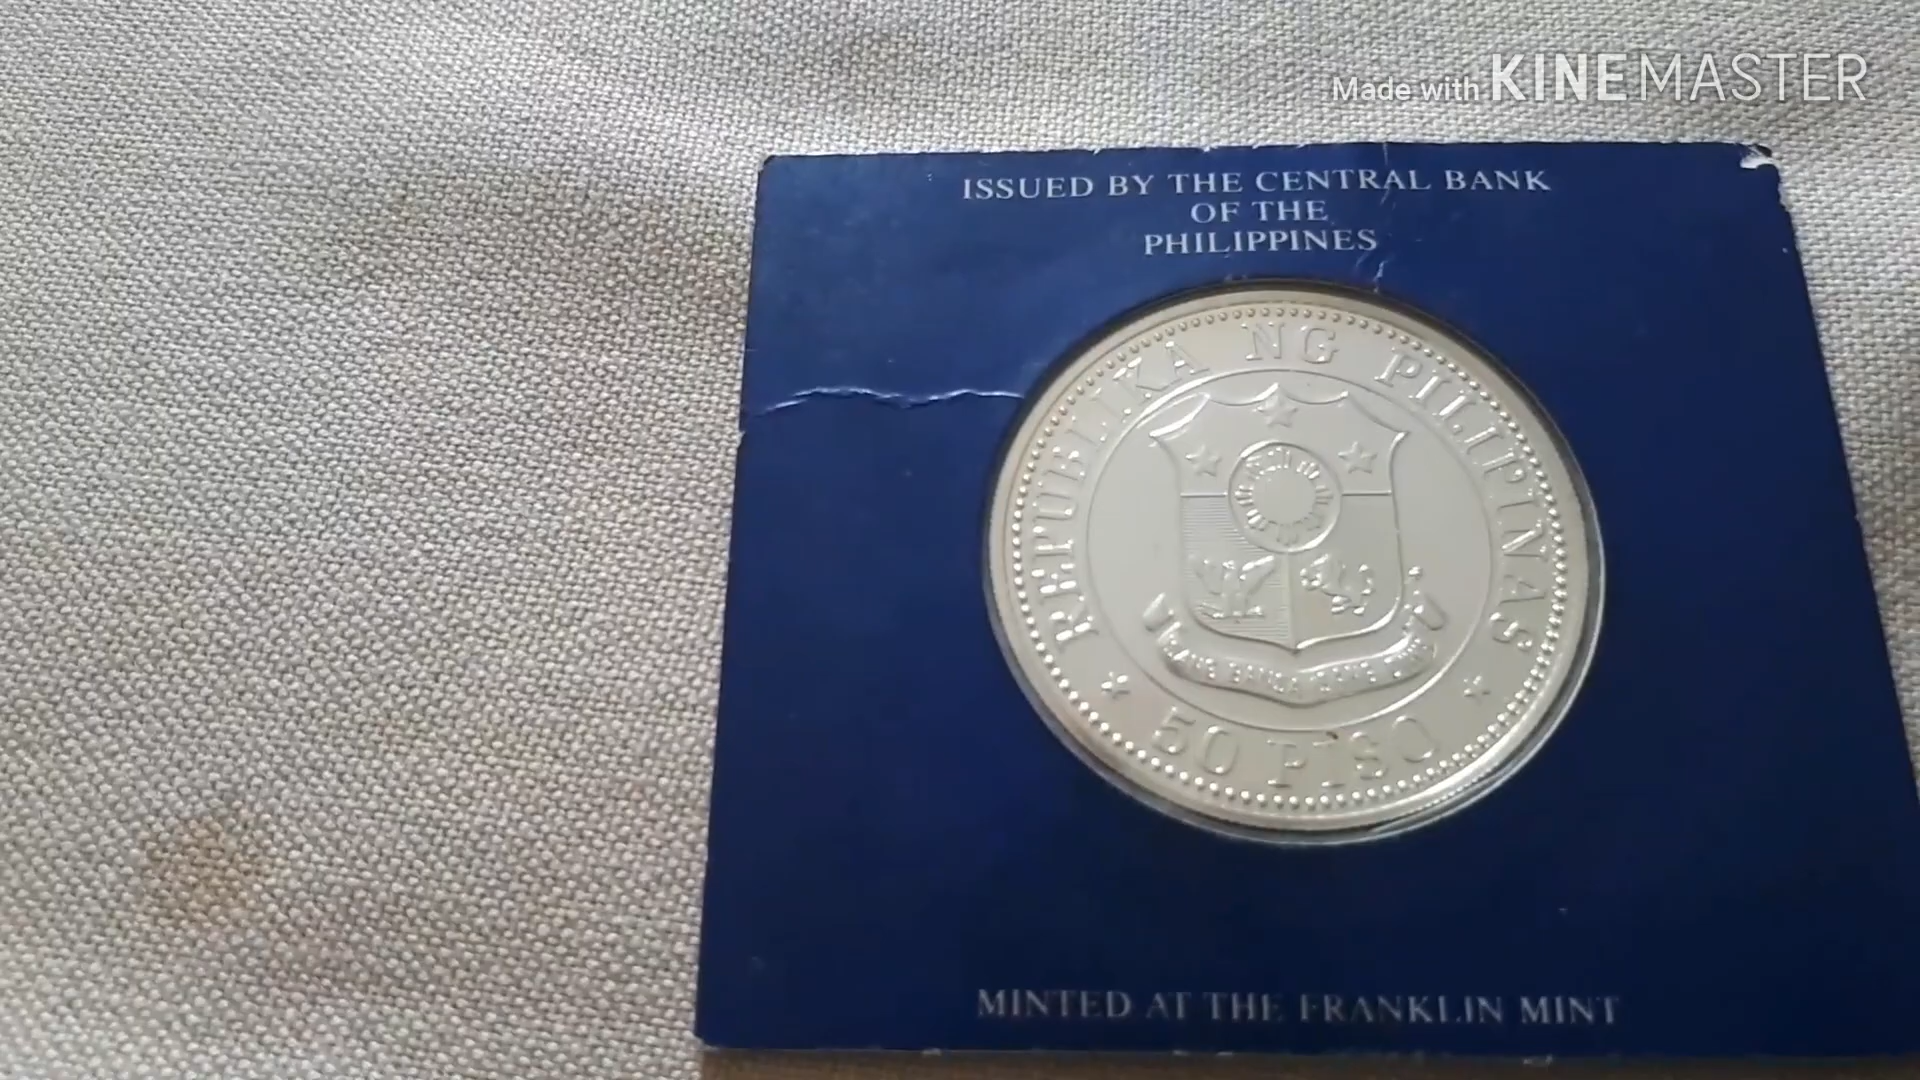 Made with KINEMASTER
ISSUED BY THE CENTRAL BANK
OF THE
PHILIPPINES
REPUBLIKA NG PILIPINAS
50 PISO
MINTED AT THE FRANKLIN MINT